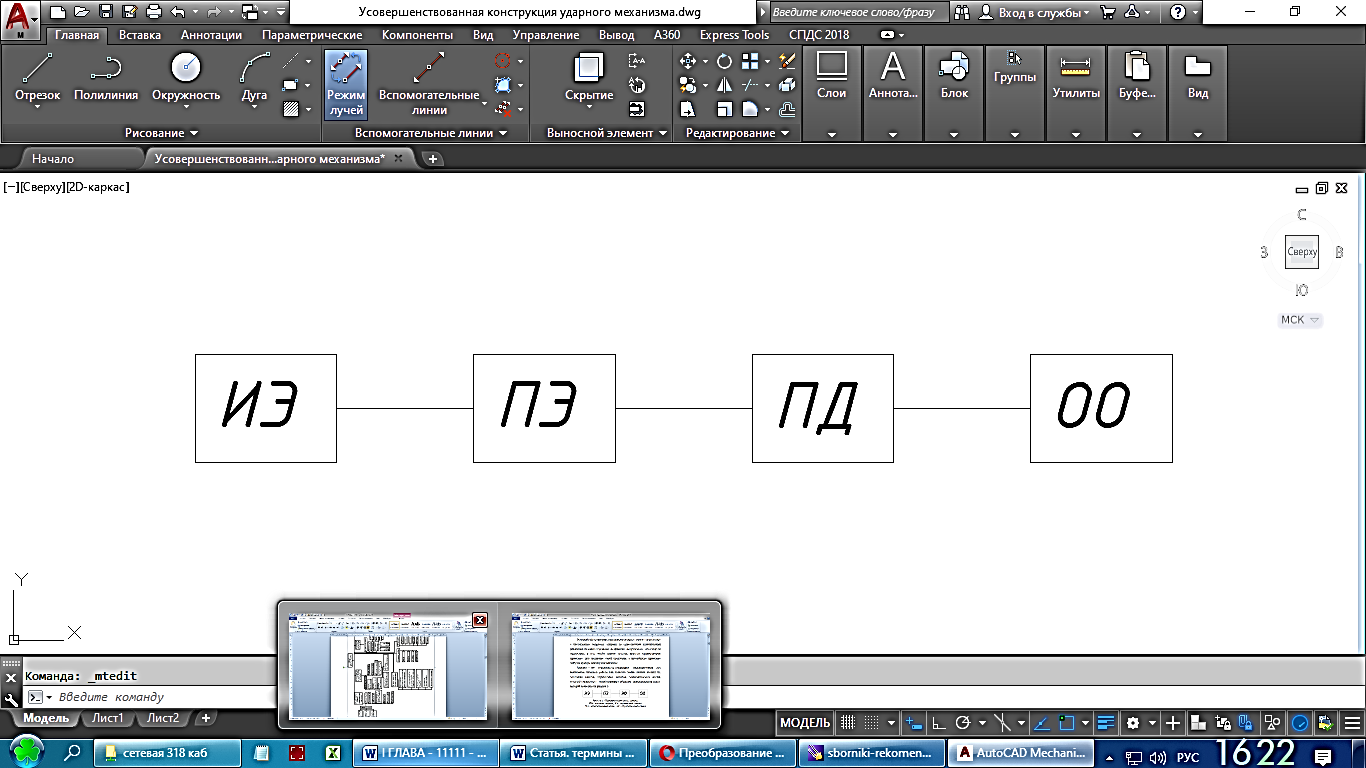 Усовершенствованная конструкция ударного механизма.dwg
Введите ключевое слово/фразу
Вход в службы
M
Главная Вставка Аннотации Параметрические Компоненты Вид Управление Вывод A360 Express Tools СПДС 2018
Отрезок Полилиния Окружность Дуга Режим лучей Вспомогательные линии Скрытие Слои Аннота... Блок Группы Утилиты Буфе... Вид
Рисование Вспомогательные линии Выносной элемент Редактирование
Начало Усовершенствованн...арного механизма*
[−][Сверху][2D-каркас]
С
З Сверху В
Ю
МСК
ИЭ ПЭ ПД ОО
Y
X
Команда: _mtedit
Введите команду
Модель Лист1 Лист2 +
МОДЕЛЬ
сетевая 318 каб
I ГЛАВА - 11111 - ...
Статья. термины ...
Преобразование ...
sborniki-rekomen...
AutoCAD Mechani...
РУС
16:22